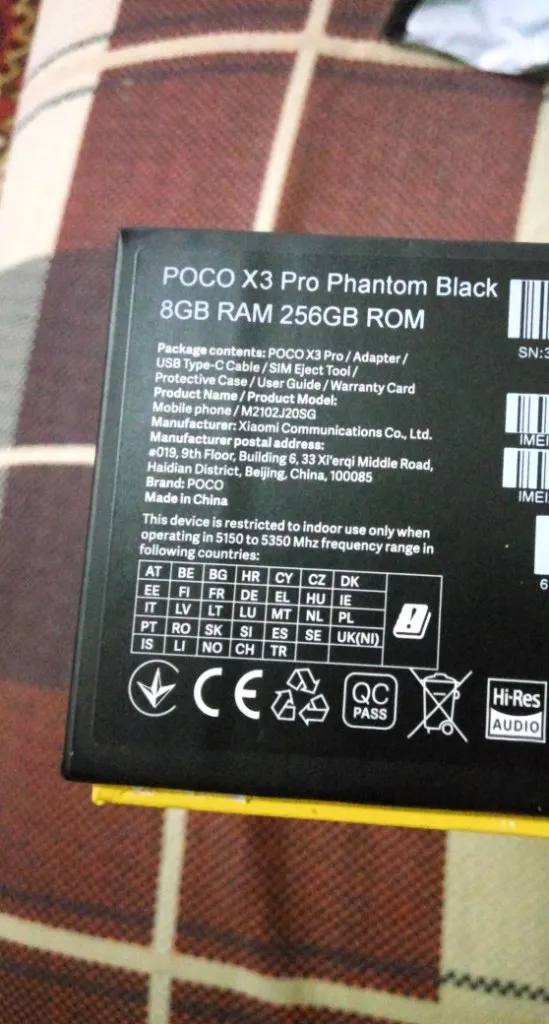 POCO X3 Pro Phantom Black
8GB RAM 256GB ROM
Package contents: POCO X3 Pro / Adapter /
USB Type-C Cable / SIM Eject Tool /
Protective Case / User Guide / Warranty Card
Product Name / Product Model:
Mobile phone / M2102J20SG
Manufacturer: Xiaomi Communications Co., Ltd.
Manufacturer postal address:
#019, 9th Floor, Building 6, 33 Xi'erqi Middle Road,
Haidian District, Beijing, China, 100085
Brand: POCO
Made in China
This device is restricted to indoor use only when
operating in 5150 to 5350 Mhz frequency range in
following countries:
AT BE BG HR CY CZ DK
EE FI FR DE EL HU IE
IT LV LT LU MT NL PL
PT RO SK SI ES SE UK(NI)
IS LI NO CH TR
CE
QC
PASS
Hi-Res
AUDIO
SN:3
IMEI
IMEI
6